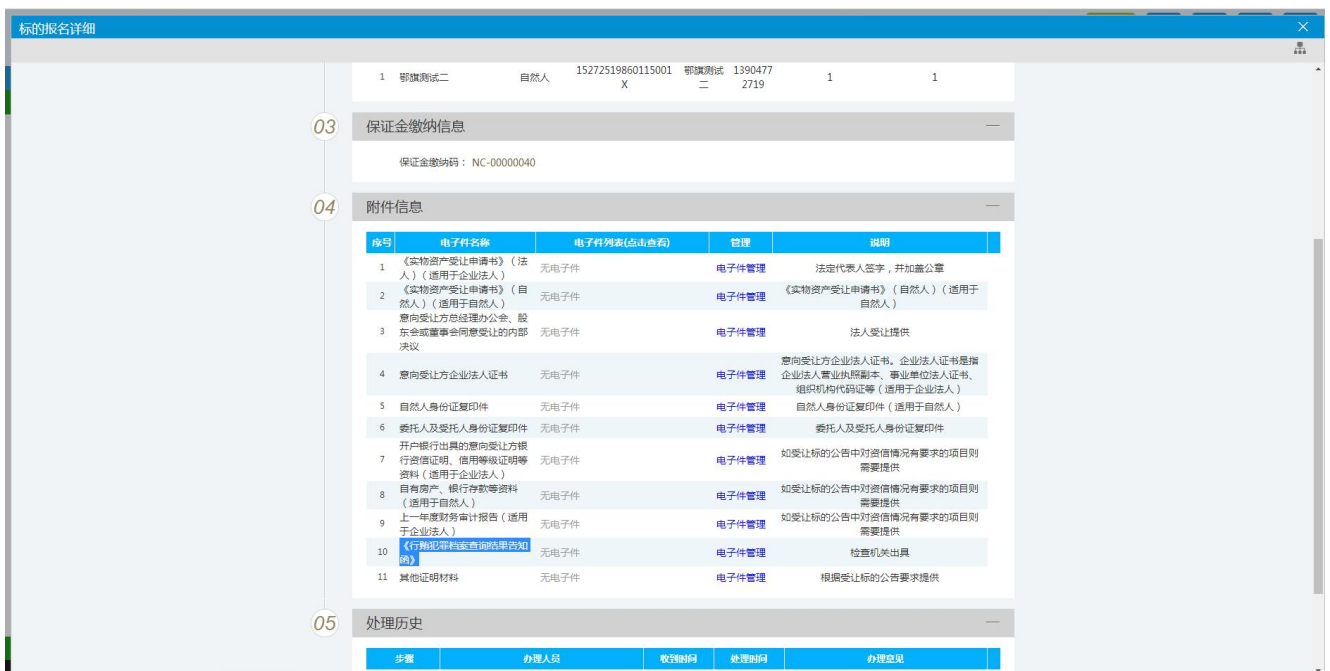 标的报名详细
1 鄂旗测试二 自然人 15272519860115001 鄂旗测试 1390477 1 1
X 二 2719
03 保证金缴纳信息
保证金缴纳码： NC-00000040
04 附件信息
序号 电子件名称 电子件列表(点击查看) 管理 说明
1 《实物资产受让申请书》（法
人）（适用于企业法人） 无电子件 电子件管理 法定代表人签字，并加盖公章
2 《实物资产受让申请书》（自
然人）（适用于自然人） 无电子件 电子件管理 《实物资产受让申请书》（自然人）（适用于
自然人）
意向受让方总经理办公会、股
3 东会或董事会同意受让的内部 无电子件 电子件管理 法人受让提供
决议
4 意向受让方企业法人证书 无电子件 电子件管理 意向受让方企业法人证书。企业法人证书是指
企业法人营业执照副本、事业单位法人证书、
组织机构代码证等（适用于企业法人）
5 自然人身份证复印件 无电子件 电子件管理 自然人身份证复印件（适用于自然人）
6 委托人及受托人身份证复印件 无电子件 电子件管理 委托人及受托人身份证复印件
开户银行出具的意向受让方银
7 行资信证明、信用等级证明等 无电子件 电子件管理 如受让标的公告中对资信情况有要求的项目则
资料（适用于企业法人） 需要提供
8 自有房产、银行存款等资料
（适用于自然人） 无电子件 电子件管理 如受让标的公告中对资信情况有要求的项目则
需要提供
9 上一年度财务审计报告（适用
于企业法人） 无电子件 电子件管理 如受让标的公告中对资信情况有要求的项目则
需要提供
10 《行贿犯罪档案查询结果告知
函》 无电子件 电子件管理 检查机关出具
11 其他证明材料 无电子件 电子件管理 根据受让标的公告要求提供
05 处理历史
步骤 办理人员 收到时间 处理时间 办理意见